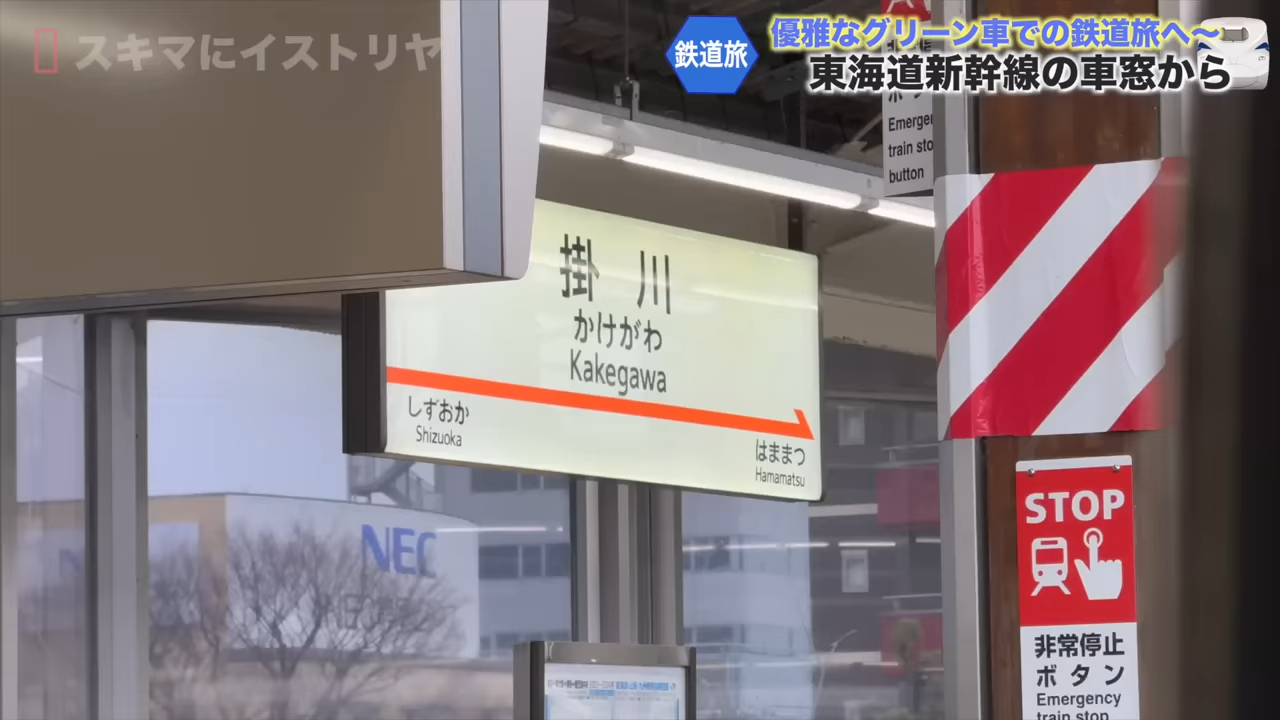 スキマにイストリヤ
鉄道旅
優雅なグリーン車での鉄道旅へ～
東海道新幹線の車窓から
Emergen
train sto
button
掛川
かけがわ
Kakegawa
しずおか
Shizuoka
はままつ
Hamamatsu
NEC
STOP
非常停止
ボタン
Emergency
train stop